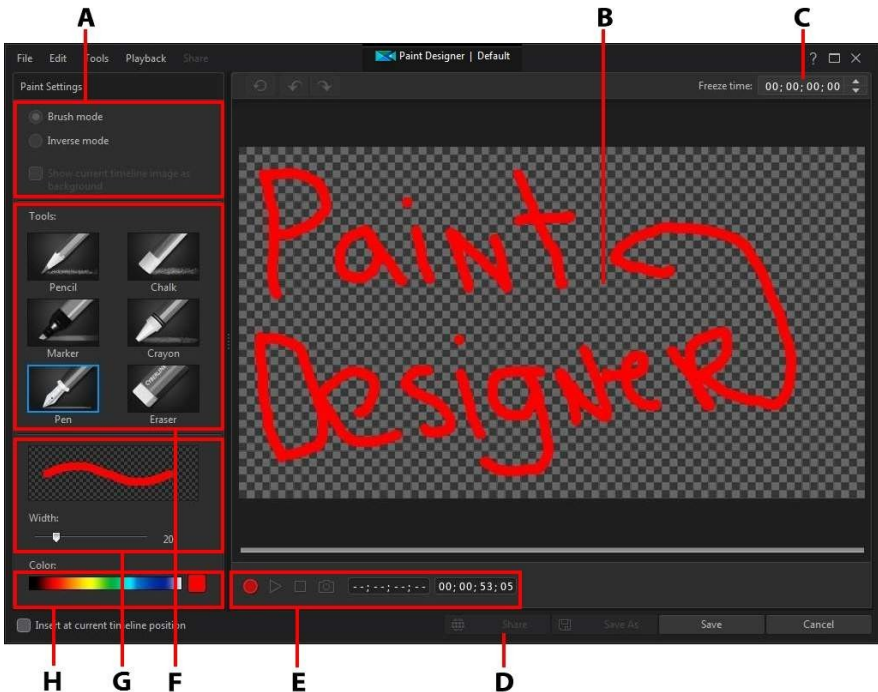 A B C
File Edit Tools Playback Share Paint Designer | Default ?
Paint Settings Freeze time: 00; 00; 00; 00
Brush mode
Inverse mode
Show current timeline image as
background
Tools:
Pencil Chalk
Marker Crayon
CYBERLINK
Pen Eraser
Paint
Designer
Width:
20
Color:
--;--;--;-- 00; 00; 53; 05
Insert at current timeline position Share Save As Save Cancel
H G F E D